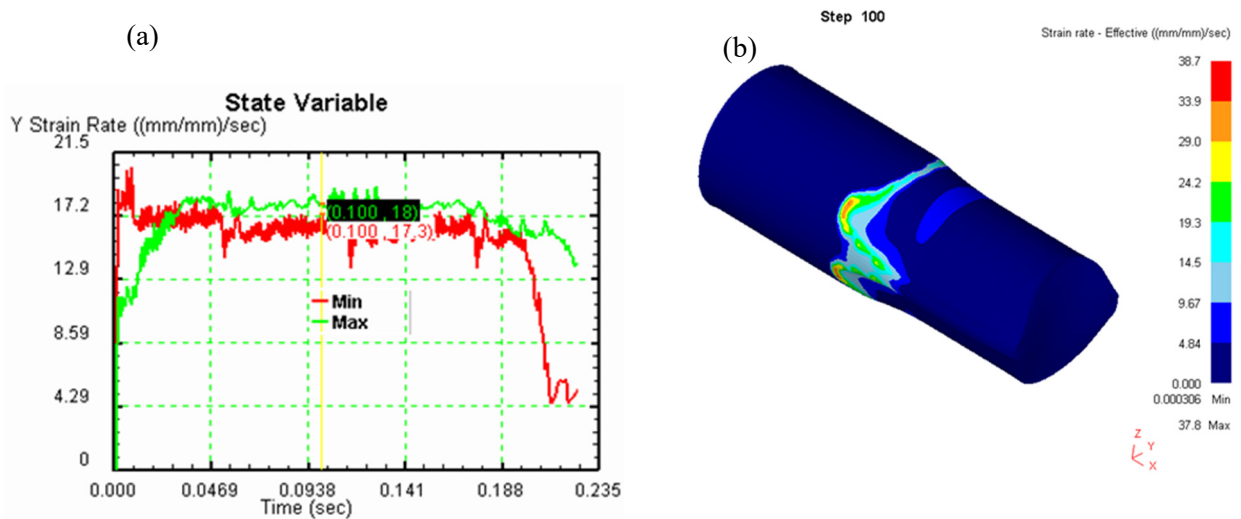 (a)
State Variable
Y Strain Rate ((mm/mm)/sec)
21.5
17.2
12.9
8.59
4.29
0
(0.100 , 18)
(0.100 , 17.3)
Min
Max
0.000
0.0469
0.0938
0.141
0.188
0.235
Time (sec)
Step 100
(b)
Strain rate - Effective ((mm/mm)/sec)
38.7
33.9
29.0
24.2
19.3
14.5
9.67
4.84
0.000
0.000306 Min
37.8 Max
Z
Y
X